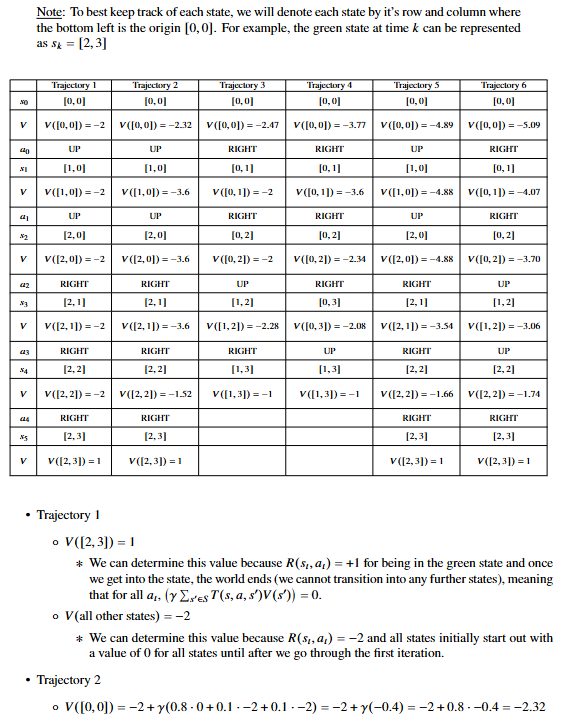 Note: To best keep track of each state, we will denote each state by it's row and column where
the bottom left is the origin [0, 0]. For example, the green state at time k can be represented
as sₖ = [2, 3]
Trajectory 1 Trajectory 2 Trajectory 3 Trajectory 4 Trajectory 5 Trajectory 6
s₀ [0, 0] [0, 0] [0, 0] [0, 0] [0, 0] [0, 0]
V V([0, 0]) = −2 V([0, 0]) = −2.32 V([0, 0]) = −2.47 V([0, 0]) = −3.77 V([0, 0]) = −4.89 V([0, 0]) = −5.09
a₀ UP UP RIGHT RIGHT UP RIGHT
s₁ [1, 0] [1, 0] [0, 1] [0, 1] [1, 0] [0, 1]
V V([1, 0]) = −2 V([1, 0]) = −3.6 V([0, 1]) = −2 V([0, 1]) = −3.6 V([1, 0]) = −4.88 V([0, 1]) = −4.07
a₁ UP UP RIGHT RIGHT UP RIGHT
s₂ [2, 0] [2, 0] [0, 2] [0, 2] [2, 0] [0, 2]
V V([2, 0]) = −2 V([2, 0]) = −3.6 V([0, 2]) = −2 V([0, 2]) = −2.34 V([2, 0]) = −4.88 V([0, 2]) = −3.70
a₂ RIGHT RIGHT UP RIGHT RIGHT UP
s₃ [2, 1] [2, 1] [1, 2] [0, 3] [2, 1] [1, 2]
V V([2, 1]) = −2 V([2, 1]) = −3.6 V([1, 2]) = −2.28 V([0, 3]) = −2.08 V([2, 1]) = −3.54 V([1, 2]) = −3.06
a₃ RIGHT RIGHT RIGHT UP RIGHT UP
s₄ [2, 2] [2, 2] [1, 3] [1, 3] [2, 2] [2, 2]
V V([2, 2]) = −2 V([2, 2]) = −1.52 V([1, 3]) = −1 V([1, 3]) = −1 V([2, 2]) = −1.66 V([2, 2]) = −1.74
a₄ RIGHT RIGHT RIGHT RIGHT
s₅ [2, 3] [2, 3] [2, 3] [2, 3]
V V([2, 3]) = 1 V([2, 3]) = 1 V([2, 3]) = 1 V([2, 3]) = 1
• Trajectory 1
∘ V([2, 3]) = 1
∗ We can determine this value because R(sₜ, aₜ) = +1 for being in the green state and once
we get into the state, the world ends (we cannot transition into any further states), meaning
that for all aₜ, (γ ∑ₛ′∈S T(s, a, s′)V(s′)) = 0.
∘ V(all other states) = −2
∗ We can determine this value because R(sₜ, aₜ) = −2 and all states initially start out with
a value of 0 for all states until after we go through the first iteration.
• Trajectory 2
∘ V([0, 0]) = −2 + γ(0.8 · 0 + 0.1 · −2 + 0.1 · −2) = −2 + γ(−0.4) = −2 + 0.8 · −0.4 = −2.32